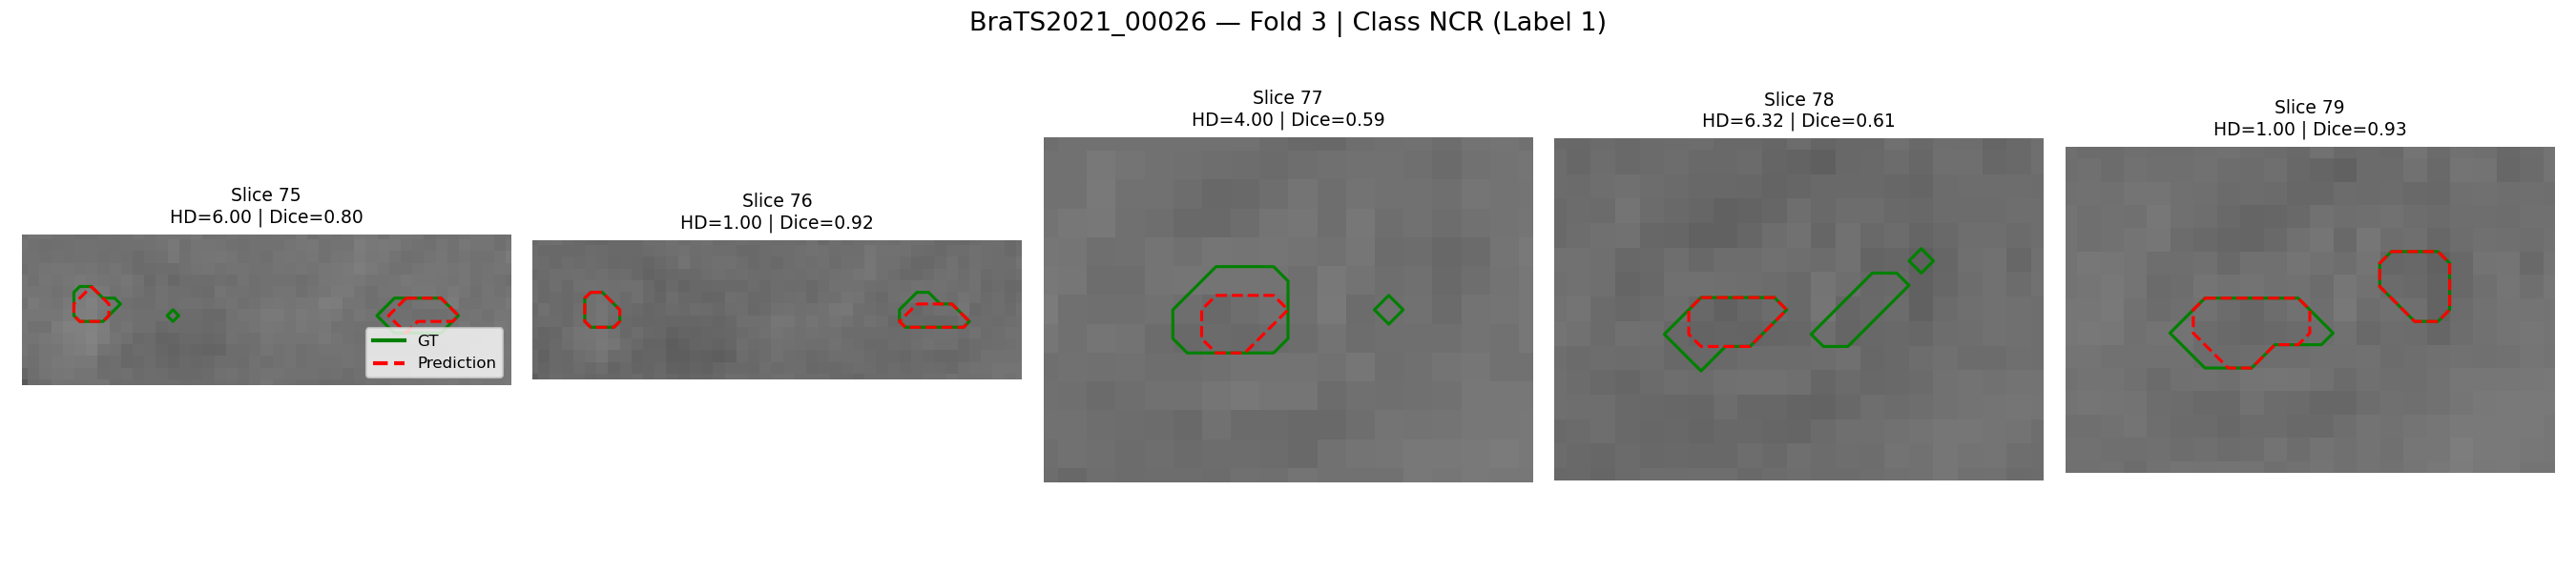 BraTS2021_00026 — Fold 3 | Class NCR (Label 1)
Slice 75
HD=6.00 | Dice=0.80
Slice 76
HD=1.00 | Dice=0.92
Slice 77
HD=4.00 | Dice=0.59
Slice 78
HD=6.32 | Dice=0.61
Slice 79
HD=1.00 | Dice=0.93
GT
Prediction